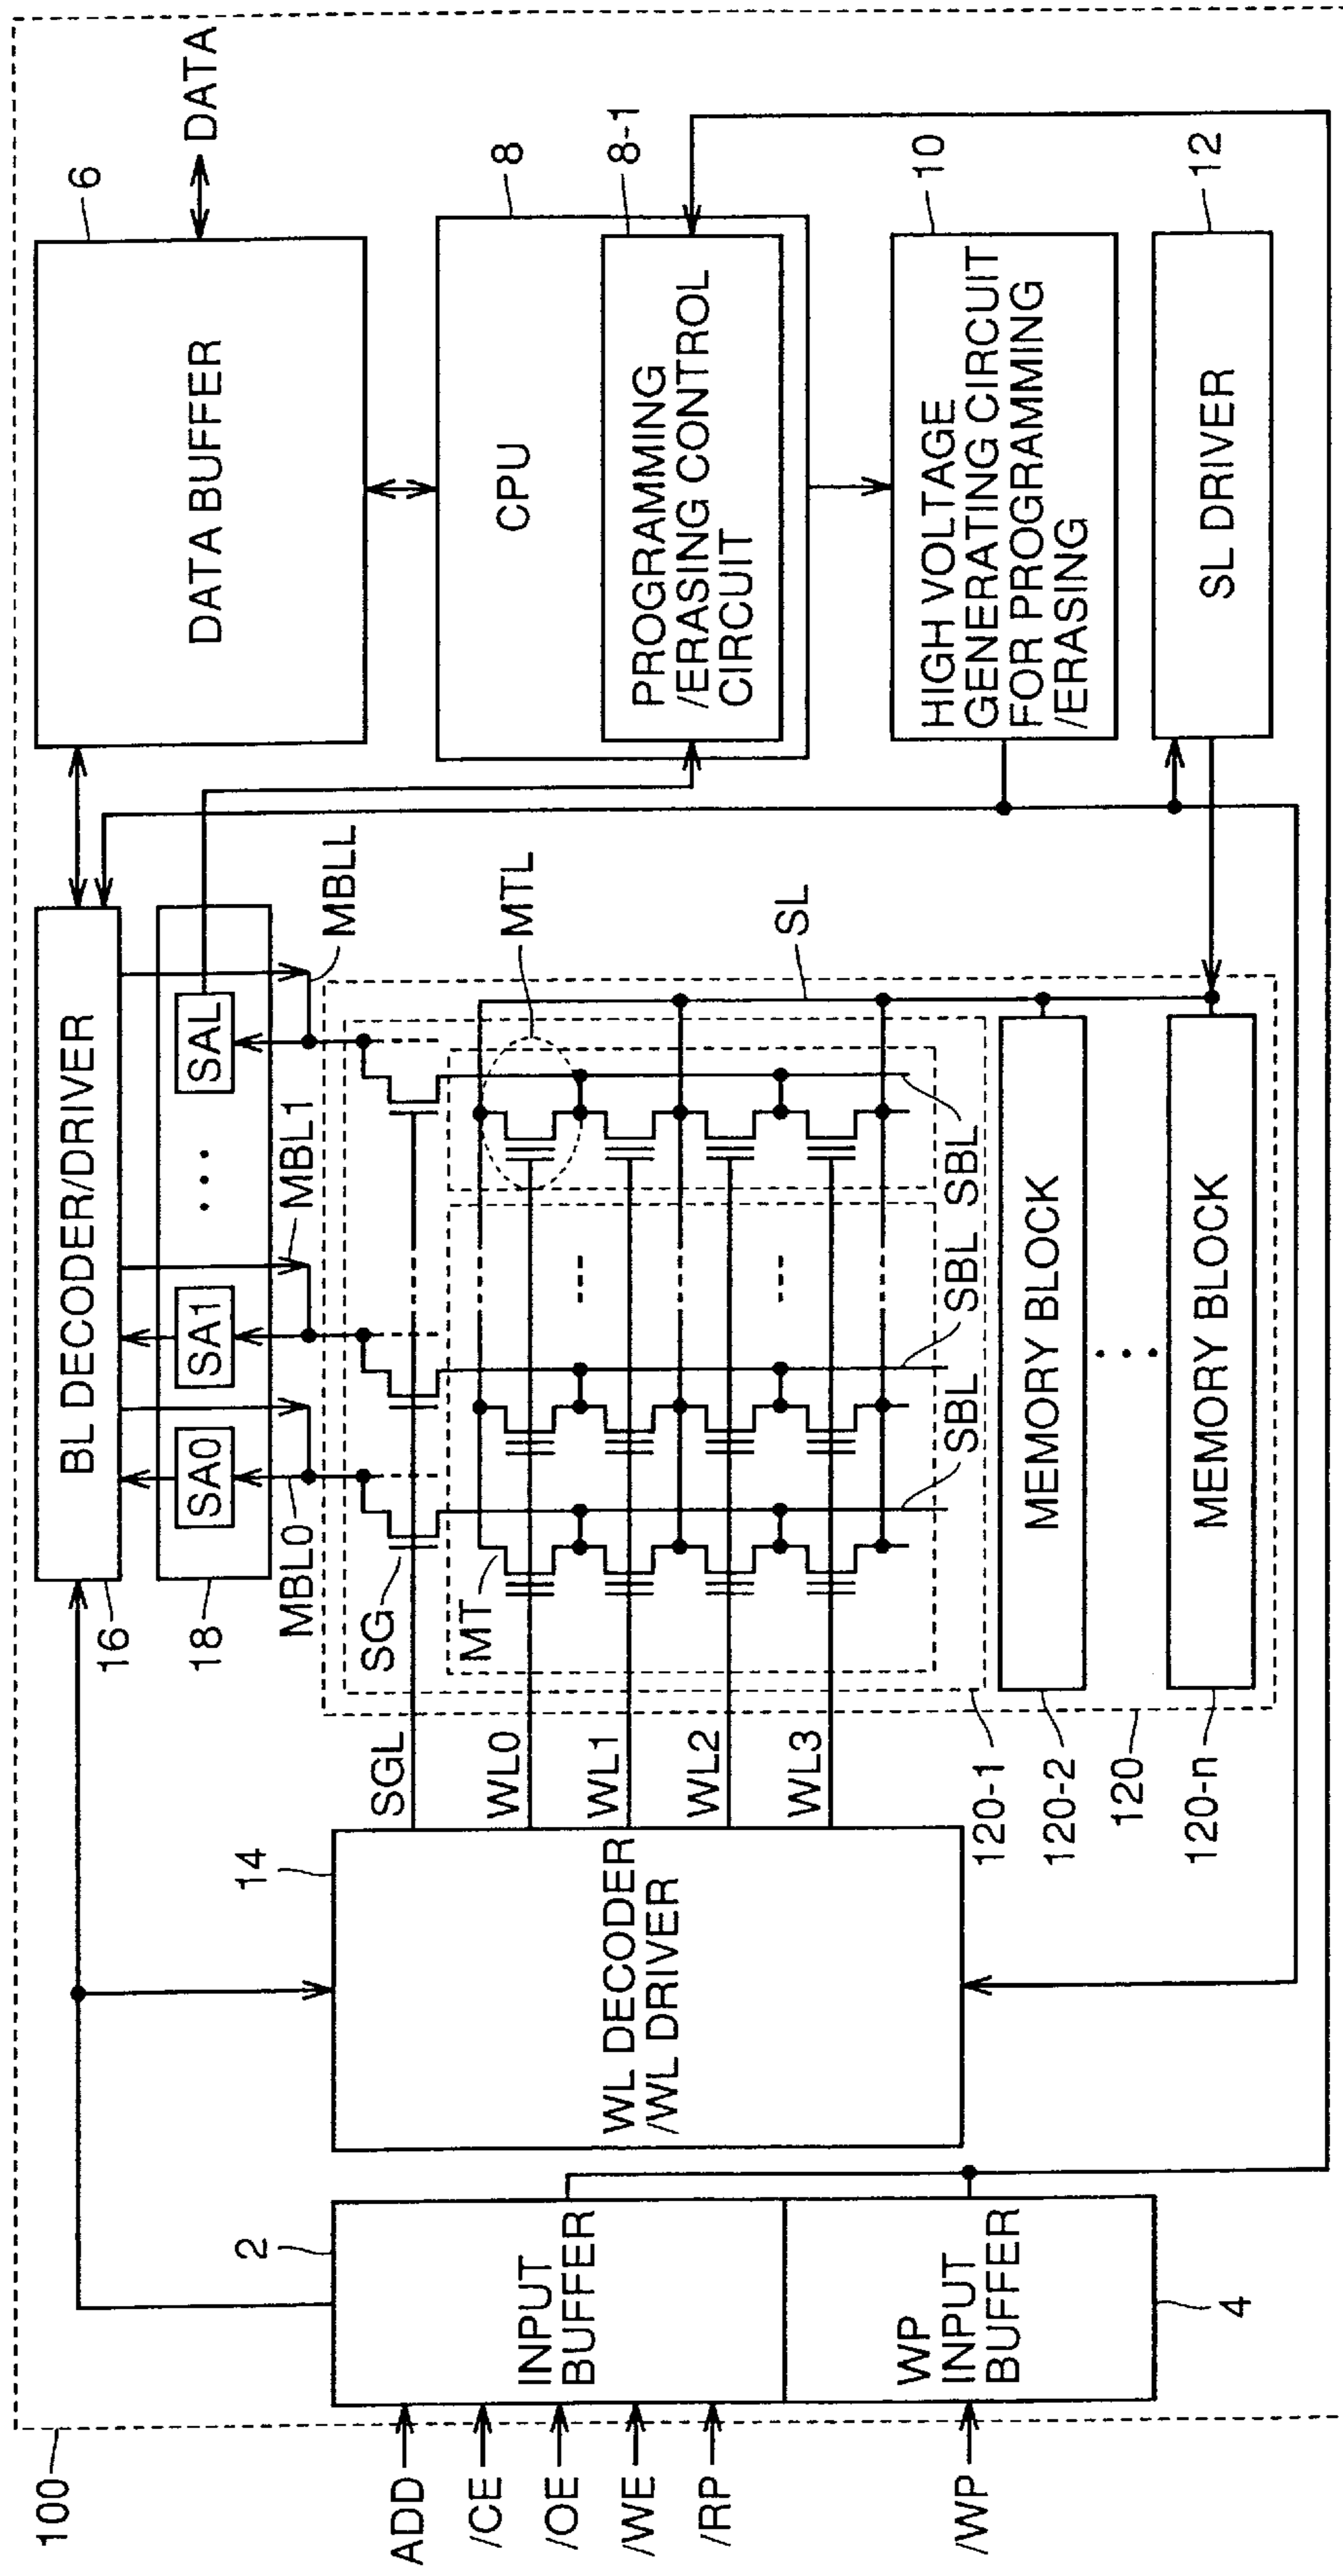 100
ADD
/CE
/OE
/WE
/RP
/WP
2
INPUT
BUFFER
WP
INPUT
BUFFER
4
14
WL DECODER
/WL DRIVER
SGL
WL0
WL1
WL2
WL3
16
BL DECODER/DRIVER
18
SA0
SA1
...
SAL
MBL0
MBL1
MBLL
SG
MT
MTL
SL
SBL
SBL
SBL
120-1
120-2
120
120-n
MEMORY BLOCK
...
MEMORY BLOCK
6
DATA BUFFER
DATA
8
CPU
8-1
PROGRAMMING
/ERASING CONTROL
CIRCUIT
10
HIGH VOLTAGE
GENERATING CIRCUIT
FOR PROGRAMMING
/ERASING
12
SL DRIVER